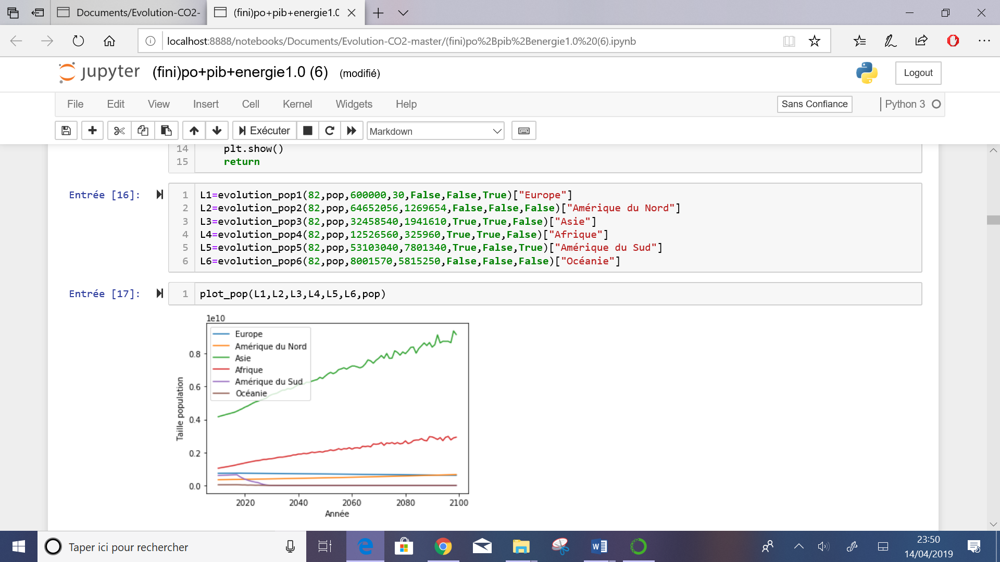 Documents/Evolution-CO2-
(fini)po+pib+energie1.0
localhost:8888/notebooks/Documents/Evolution-CO2-master/(fini)po%2Bpib%2Benergie1.0%20(6).ipynb
jupyter (fini)po+pib+energie1.0 (6) (modifié)
Logout
File Edit View Insert Cell Kernel Widgets Help
Sans Confiance
Python 3
Exécuter
Markdown
14 plt.show()
15 return
Entrée [16]:
1 L1=evolution_pop1(82,pop,600000,30,False,False,True)["Europe"]
2 L2=evolution_pop2(82,pop,64652056,1269654,False,False,False)["Amérique du Nord"]
3 L3=evolution_pop3(82,pop,32458540,1941610,True,True,False)["Asie"]
4 L4=evolution_pop4(82,pop,12526560,325960,True,True,False)["Afrique"]
5 L5=evolution_pop5(82,pop,53103040,7801340,True,False,True)["Amérique du Sud"]
6 L6=evolution_pop6(82,pop,8001570,5815250,False,False,False)["Océanie"]
Entrée [17]:
1 plot_pop(L1,L2,L3,L4,L5,L6,pop)
1e10
Europe
Amérique du Nord
Asie
Afrique
Amérique du Sud
Océanie
0.8
0.6
0.4
0.2
0.0
Taille population
2020 2040 2060 2080 2100
Année
Taper ici pour rechercher
23:50
14/04/2019